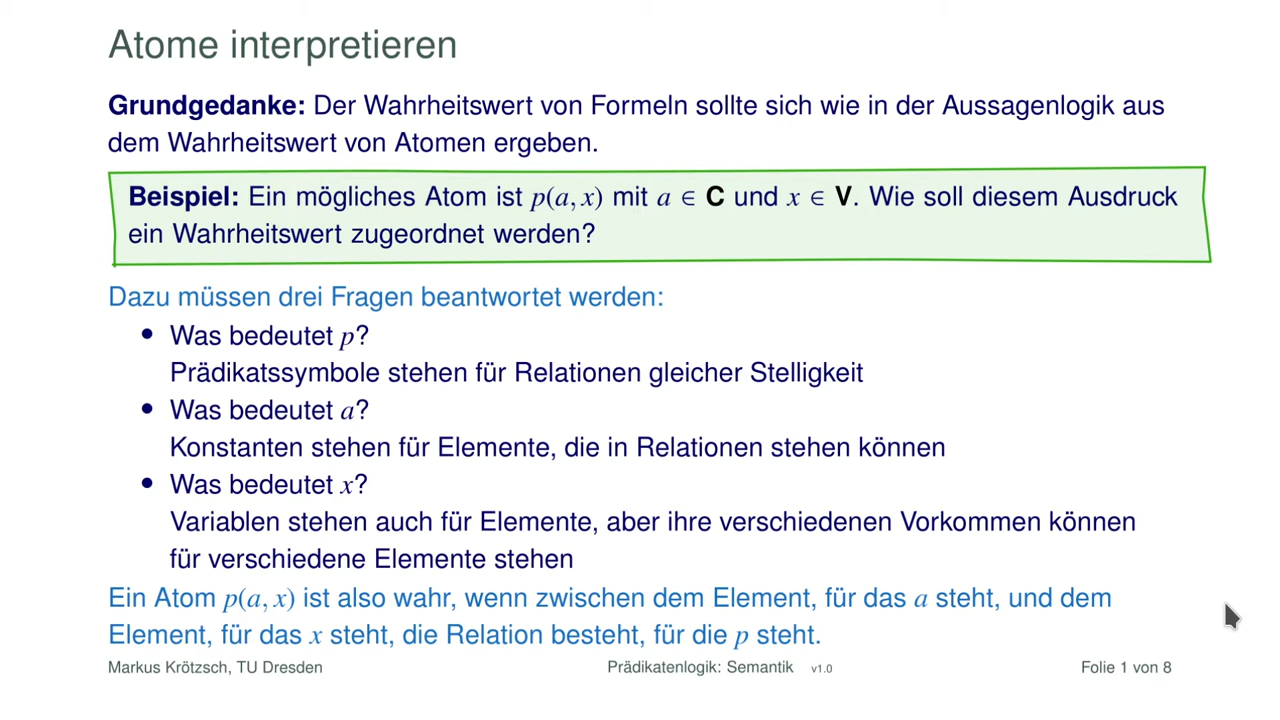 Atome interpretieren
Grundgedanke: Der Wahrheitswert von Formeln sollte sich wie in der Aussagenlogik aus
dem Wahrheitswert von Atomen ergeben.
Beispiel: Ein mögliches Atom ist p(a, x) mit a ∈ C und x ∈ V. Wie soll diesem Ausdruck
ein Wahrheitswert zugeordnet werden?
Dazu müssen drei Fragen beantwortet werden:
• Was bedeutet p?
Prädikatssymbole stehen für Relationen gleicher Stelligkeit
• Was bedeutet a?
Konstanten stehen für Elemente, die in Relationen stehen können
• Was bedeutet x?
Variablen stehen auch für Elemente, aber ihre verschiedenen Vorkommen können
für verschiedene Elemente stehen
Ein Atom p(a, x) ist also wahr, wenn zwischen dem Element, für das a steht, und dem
Element, für das x steht, die Relation besteht, für die p steht.
Markus Krötzsch, TU Dresden Prädikatenlogik: Semantik v1.0 Folie 1 von 8